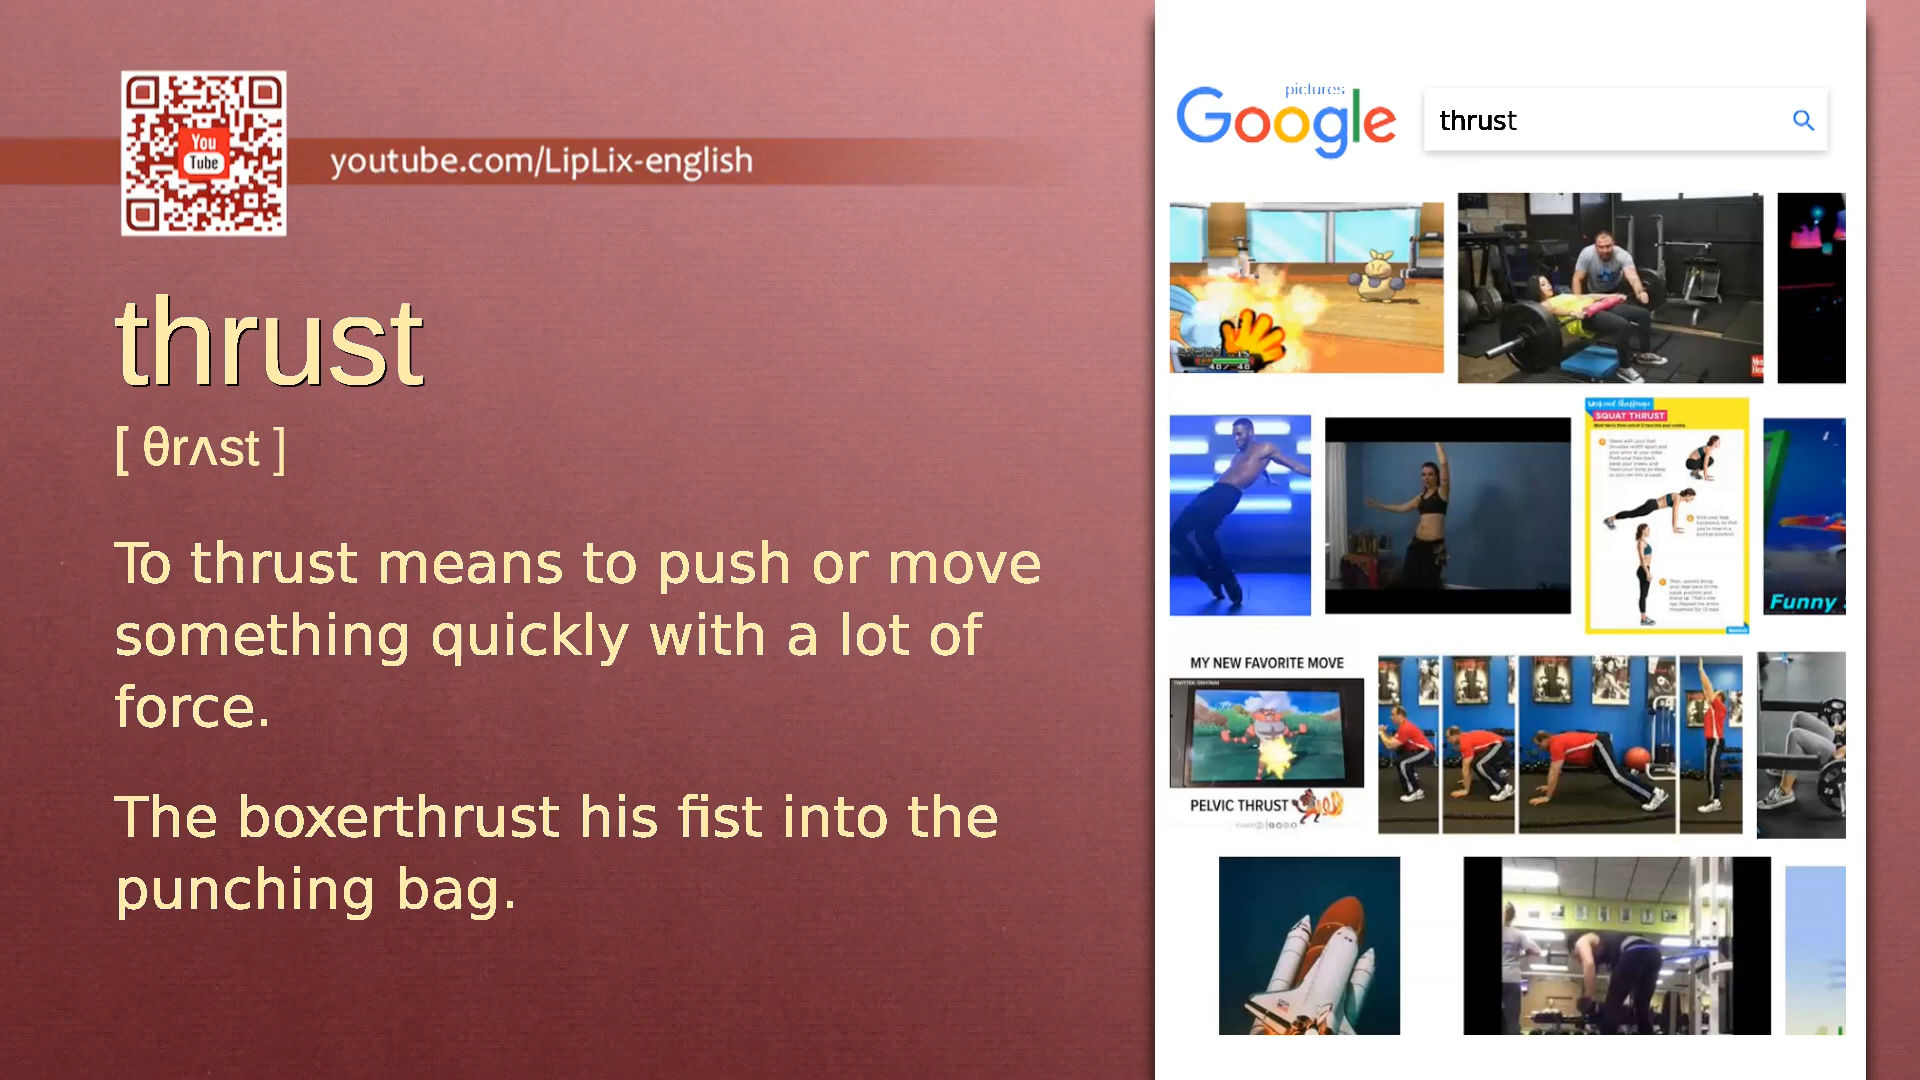 You
Tube
youtube.com/LipLix-english
thrust
[ θrʌst ]
To thrust means to push or move
something quickly with a lot of
force.
The boxerthrust his fist into the
punching bag.
pictures
Google
thrust
SQUAT THRUST
Funny
MY NEW FAVORITE MOVE
PELVIC THRUST